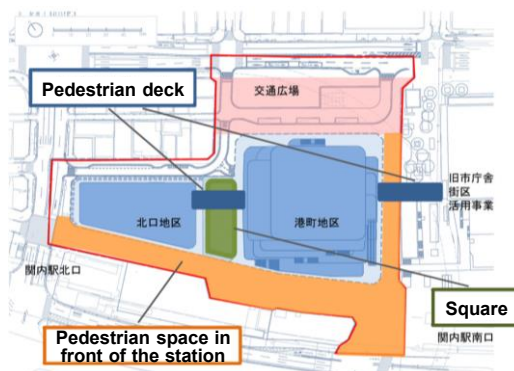 Pedestrian deck
交通広場
旧市庁舎
街区
活用事業
北口地区
港町地区
関内駅北口
Square
Pedestrian space in
front of the station
関内駅南口